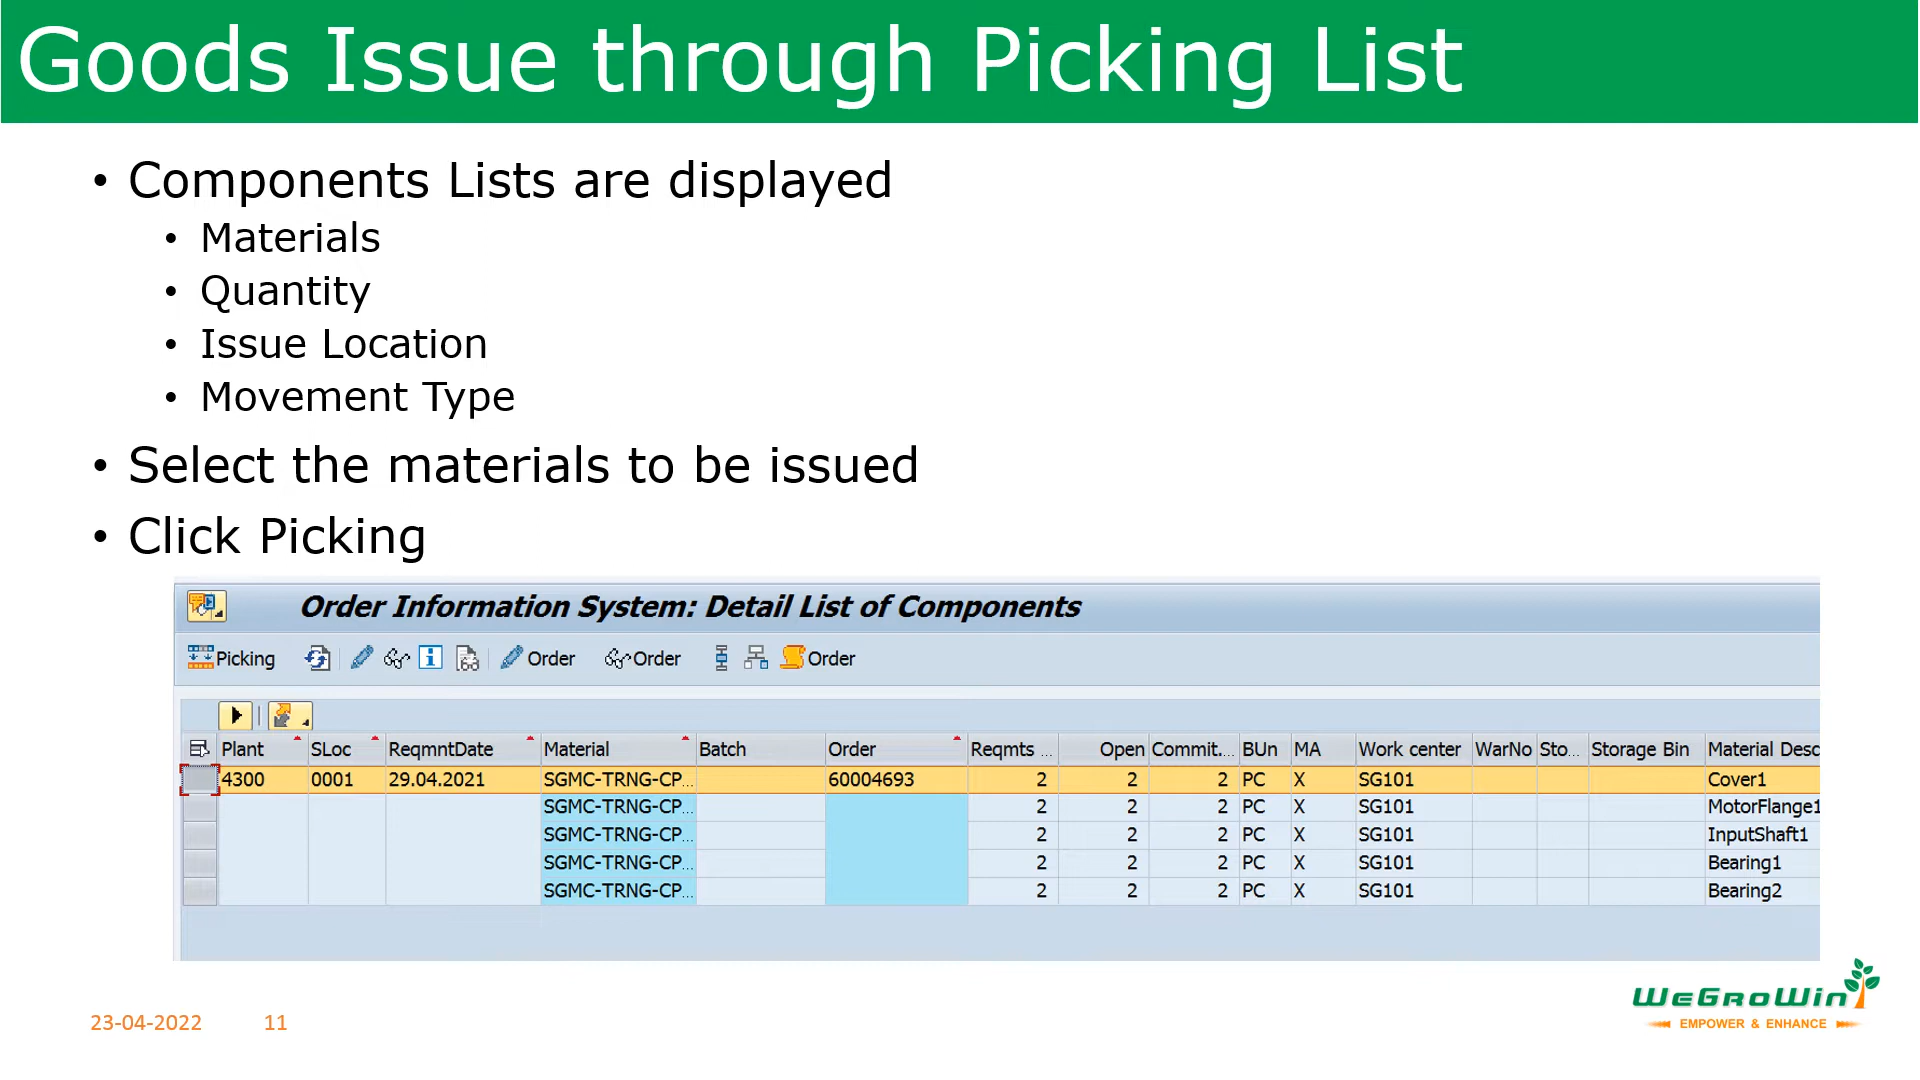 Goods Issue through Picking List
• Components Lists are displayed
• Materials
• Quantity
• Issue Location
• Movement Type
• Select the materials to be issued
• Click Picking
Order Information System: Detail List of Components
Picking Order Order Order
Plant SLoc ReqmntDate Material Batch Order Reqmts ... Open Commit... BUn MA Work center WarNo Sto... Storage Bin Material Desc
4300 0001 29.04.2021 SGMC-TRNG-CP... 60004693 2 2 2 PC X SG101 Cover1
SGMC-TRNG-CP... 2 2 2 PC X SG101 MotorFlange1
SGMC-TRNG-CP... 2 2 2 PC X SG101 InputShaft1
SGMC-TRNG-CP... 2 2 2 PC X SG101 Bearing1
SGMC-TRNG-CP... 2 2 2 PC X SG101 Bearing2
WeGroWin
EMPOWER & ENHANCE
23-04-2022 11